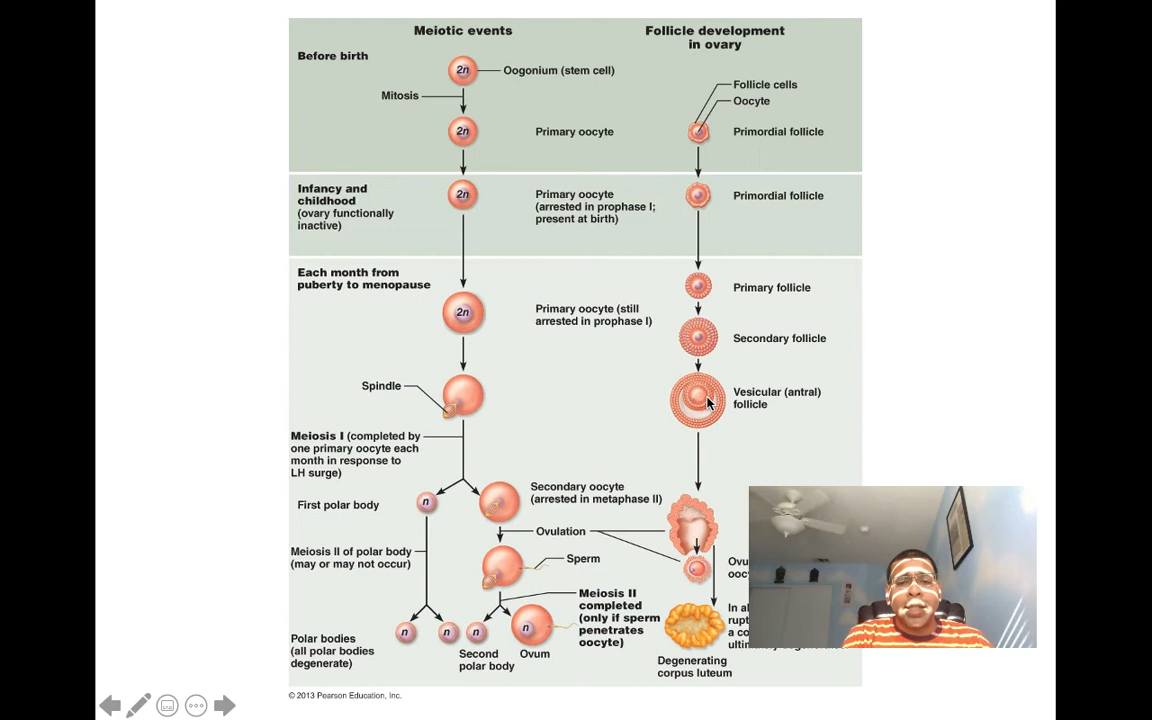 Meiotic events
Follicle development
in ovary
Before birth
2n
Oogonium (stem cell)
Follicle cells
Mitosis
Oocyte
2n
Primary oocyte
Primordial follicle
Infancy and
childhood
(ovary functionally
inactive)
2n
Primary oocyte
(arrested in prophase I;
present at birth)
Primordial follicle
Each month from
puberty to menopause
2n
Primary oocyte (still
arrested in prophase I)
Primary follicle
Secondary follicle
Spindle
Vesicular (antral)
follicle
Meiosis I (completed by
one primary oocyte each
month in response to
LH surge)
Secondary oocyte
(arrested in metaphase II)
First polar body
n
Ovulation
Meiosis II of polar body
(may or may not occur)
Sperm
Meiosis II
completed
(only if sperm
penetrates
oocyte)
n
n
n
n
Polar bodies
(all polar bodies
degenerate)
Second
polar body
Ovum
Degenerating
corpus luteum
© 2013 Pearson Education, Inc.